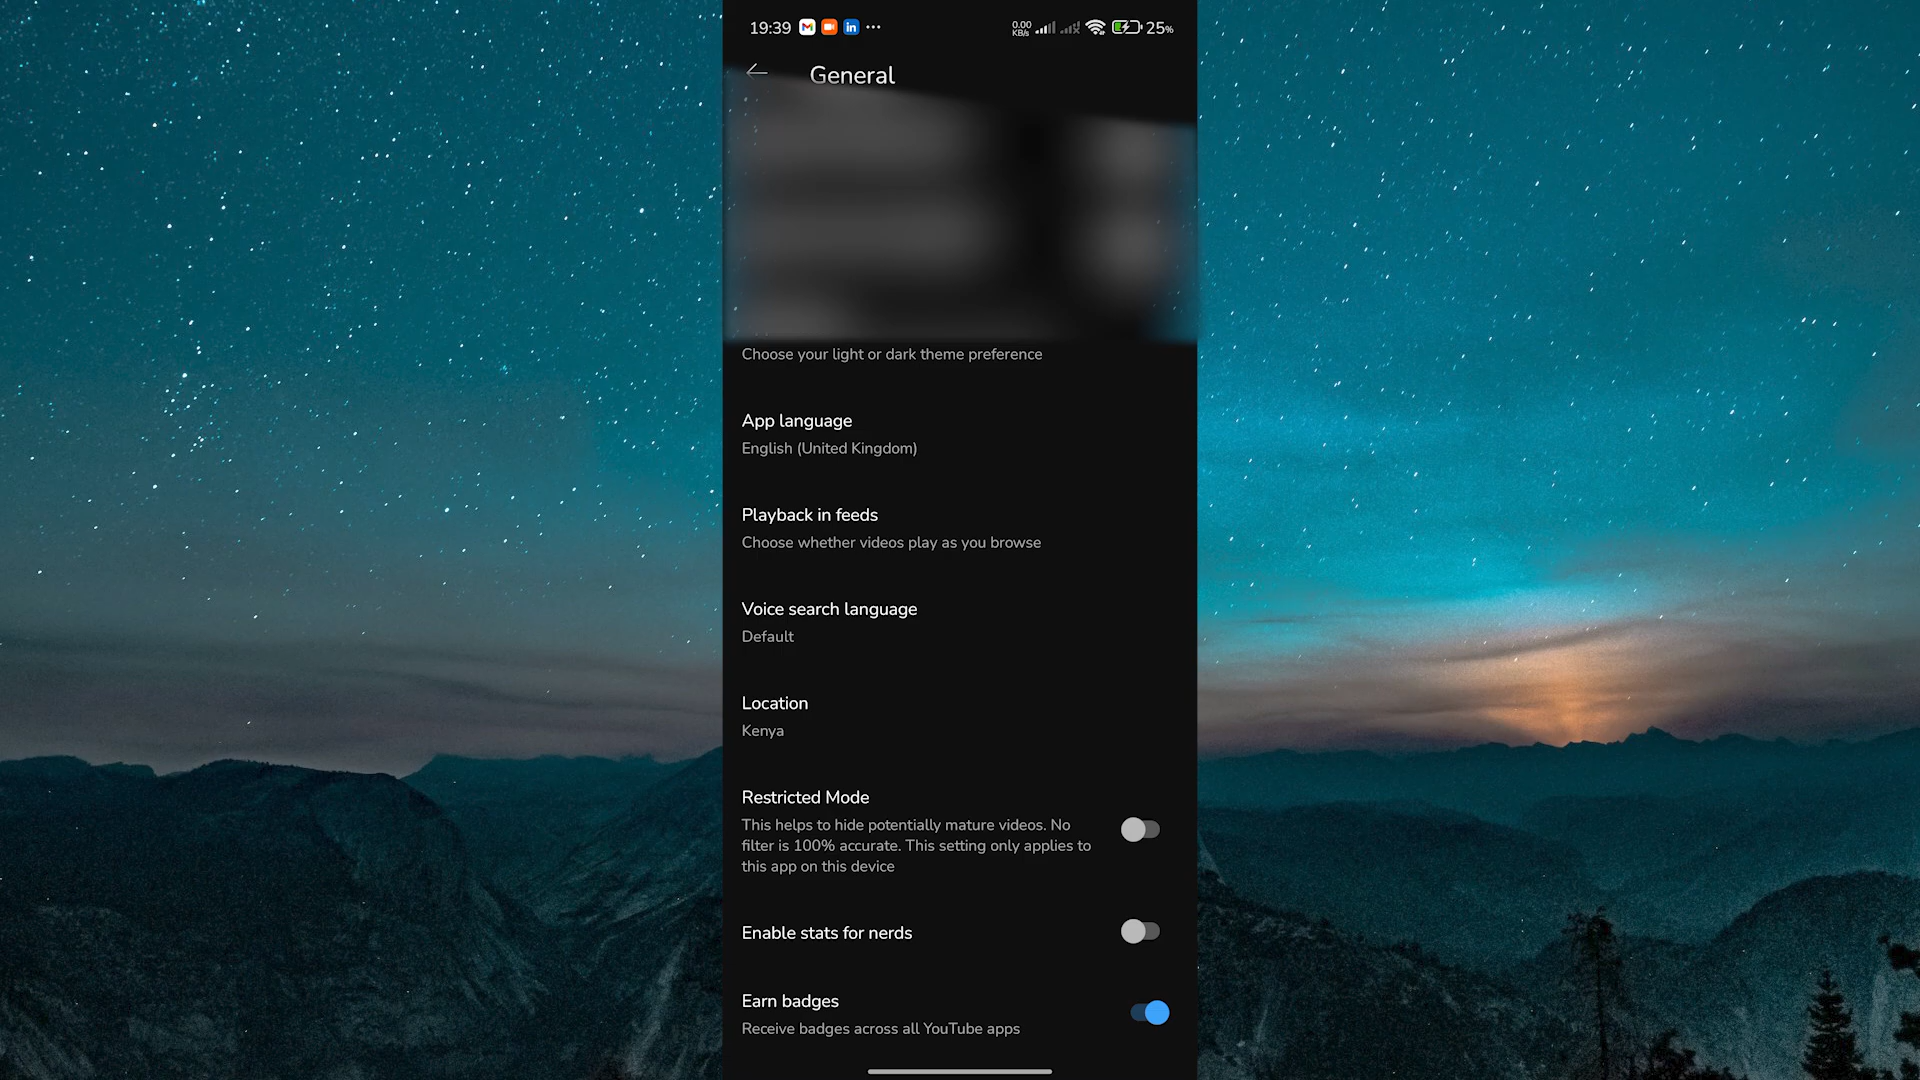 19:39 ··· 0.00 KB/s 25%
General
Choose your light or dark theme preference
App language
English (United Kingdom)
Playback in feeds
Choose whether videos play as you browse
Voice search language
Default
Location
Kenya
Restricted Mode
This helps to hide potentially mature videos. No
filter is 100% accurate. This setting only applies to
this app on this device
Enable stats for nerds
Earn badges
Receive badges across all YouTube apps